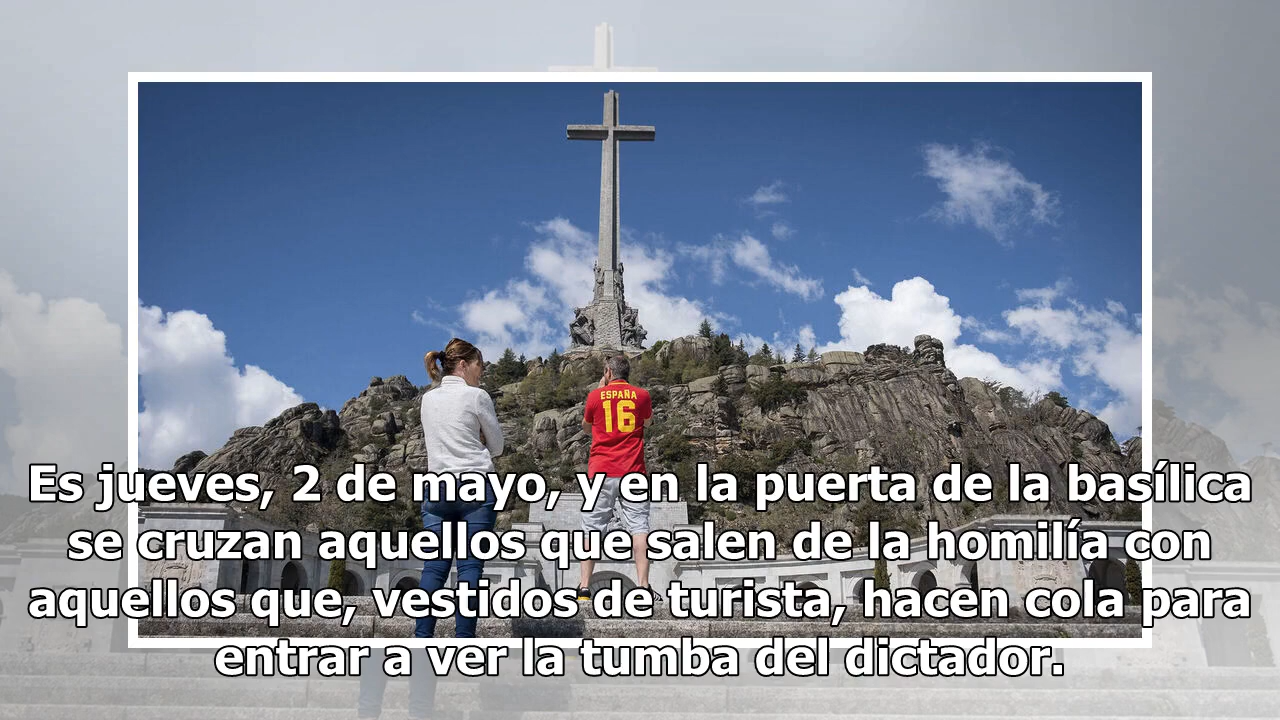 ESPAÑA
16
Es jueves, 2 de mayo, y en la puerta de la basílica
se cruzan aquellos que salen de la homilía con
aquellos que, vestidos de turista, hacen cola para
entrar a ver la tumba del dictador.